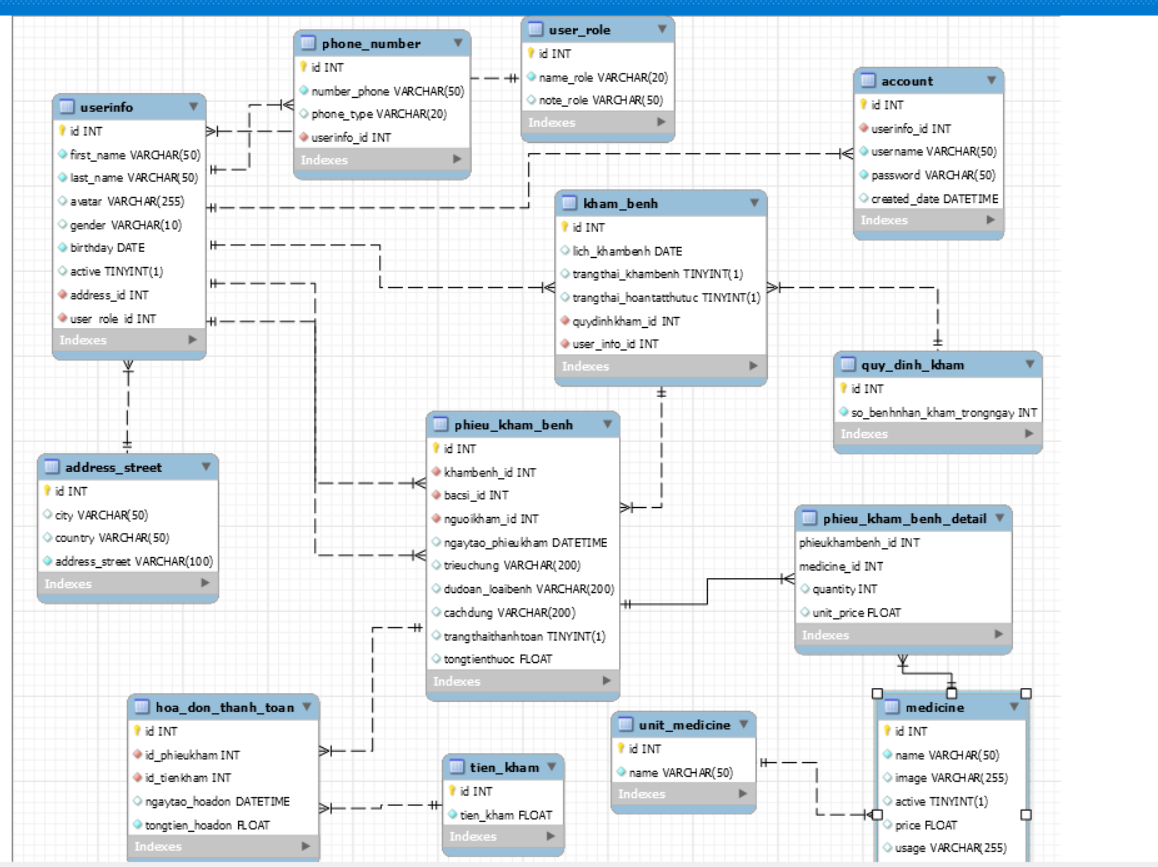 phone_number
id INT
number_phone VARCHAR(50)
phone_type VARCHAR(20)
userinfo_id INT
Indexes
user_role
id INT
name_role VARCHAR(20)
note_role VARCHAR(50)
Indexes
account
id INT
userinfo_id INT
username VARCHAR(50)
password VARCHAR(50)
created_date DATETIME
Indexes
userinfo
id INT
first_name VARCHAR(50)
last_name VARCHAR(50)
avatar VARCHAR(255)
gender VARCHAR(10)
birthday DATE
active TINYINT(1)
address_id INT
user_role_id INT
Indexes
kham_benh
id INT
lich_khambenh DATE
trangthai_khambenh TINYINT(1)
trangthai_hoantatthutuc TINYINT(1)
quydinhkham_id INT
user_info_id INT
Indexes
quy_dinh_kham
id INT
so_benhnhan_kham_trongngay INT
Indexes
address_street
id INT
city VARCHAR(50)
country VARCHAR(50)
address_street VARCHAR(100)
Indexes
phieu_kham_benh
id INT
khambenh_id INT
bacsi_id INT
nguoikham_id INT
ngaytao_phieukham DATETIME
trieuchung VARCHAR(200)
dudoan_loaibenh VARCHAR(200)
cachdung VARCHAR(200)
trangthaithanhtoan TINYINT(1)
tongtienthuoc FLOAT
Indexes
phieu_kham_benh_detail
phieukhambenh_id INT
medicine_id INT
quantity INT
unit_price FLOAT
Indexes
hoa_don_thanh_toan
id INT
id_phieukham INT
id_tienkham INT
ngaytao_hoadon DATETIME
tongtien_hoadon FLOAT
Indexes
tien_kham
id INT
tien_kham FLOAT
Indexes
unit_medicine
id INT
name VARCHAR(50)
Indexes
medicine
id INT
name VARCHAR(50)
image VARCHAR(255)
active TINYINT(1)
price FLOAT
usage VARCHAR(255)